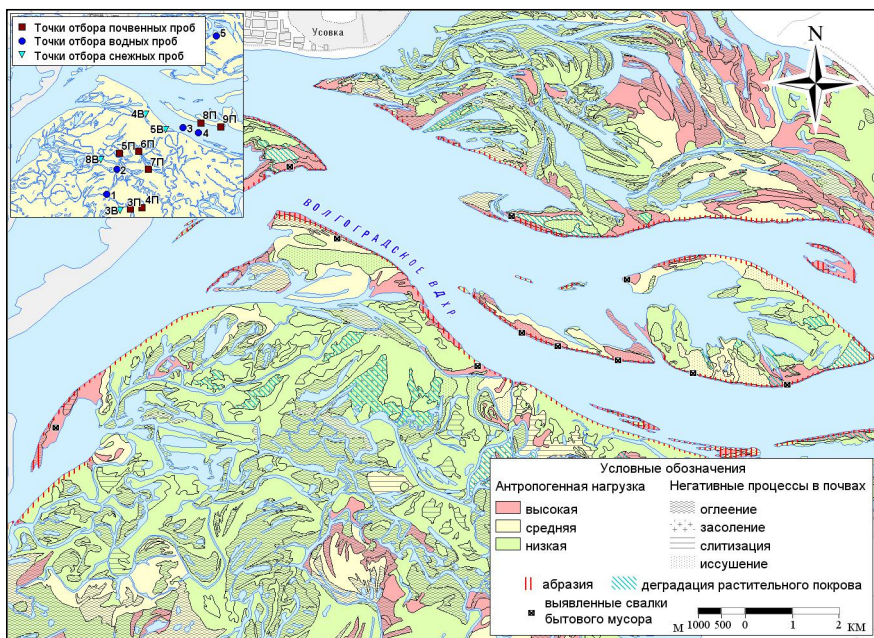 Точки отбора почвенных проб
Точки отбора водных проб
Точки отбора снежных проб
5
4В
5В
3
4
8П
9П
8В
5П
6П
2
7П
1
3В
3П
4П
Усовка
N
ВОЛГОГРАДСКОЕ ВДХР
Условные обозначения
Антропогенная нагрузка
Негативные процессы в почвах
высокая
оглеение
средняя
засоление
низкая
слитизация
иссушение
абразия
деградация растительного покрова
выявленные свалки
бытового мусора
М 1000 500 0 1 2 КМ